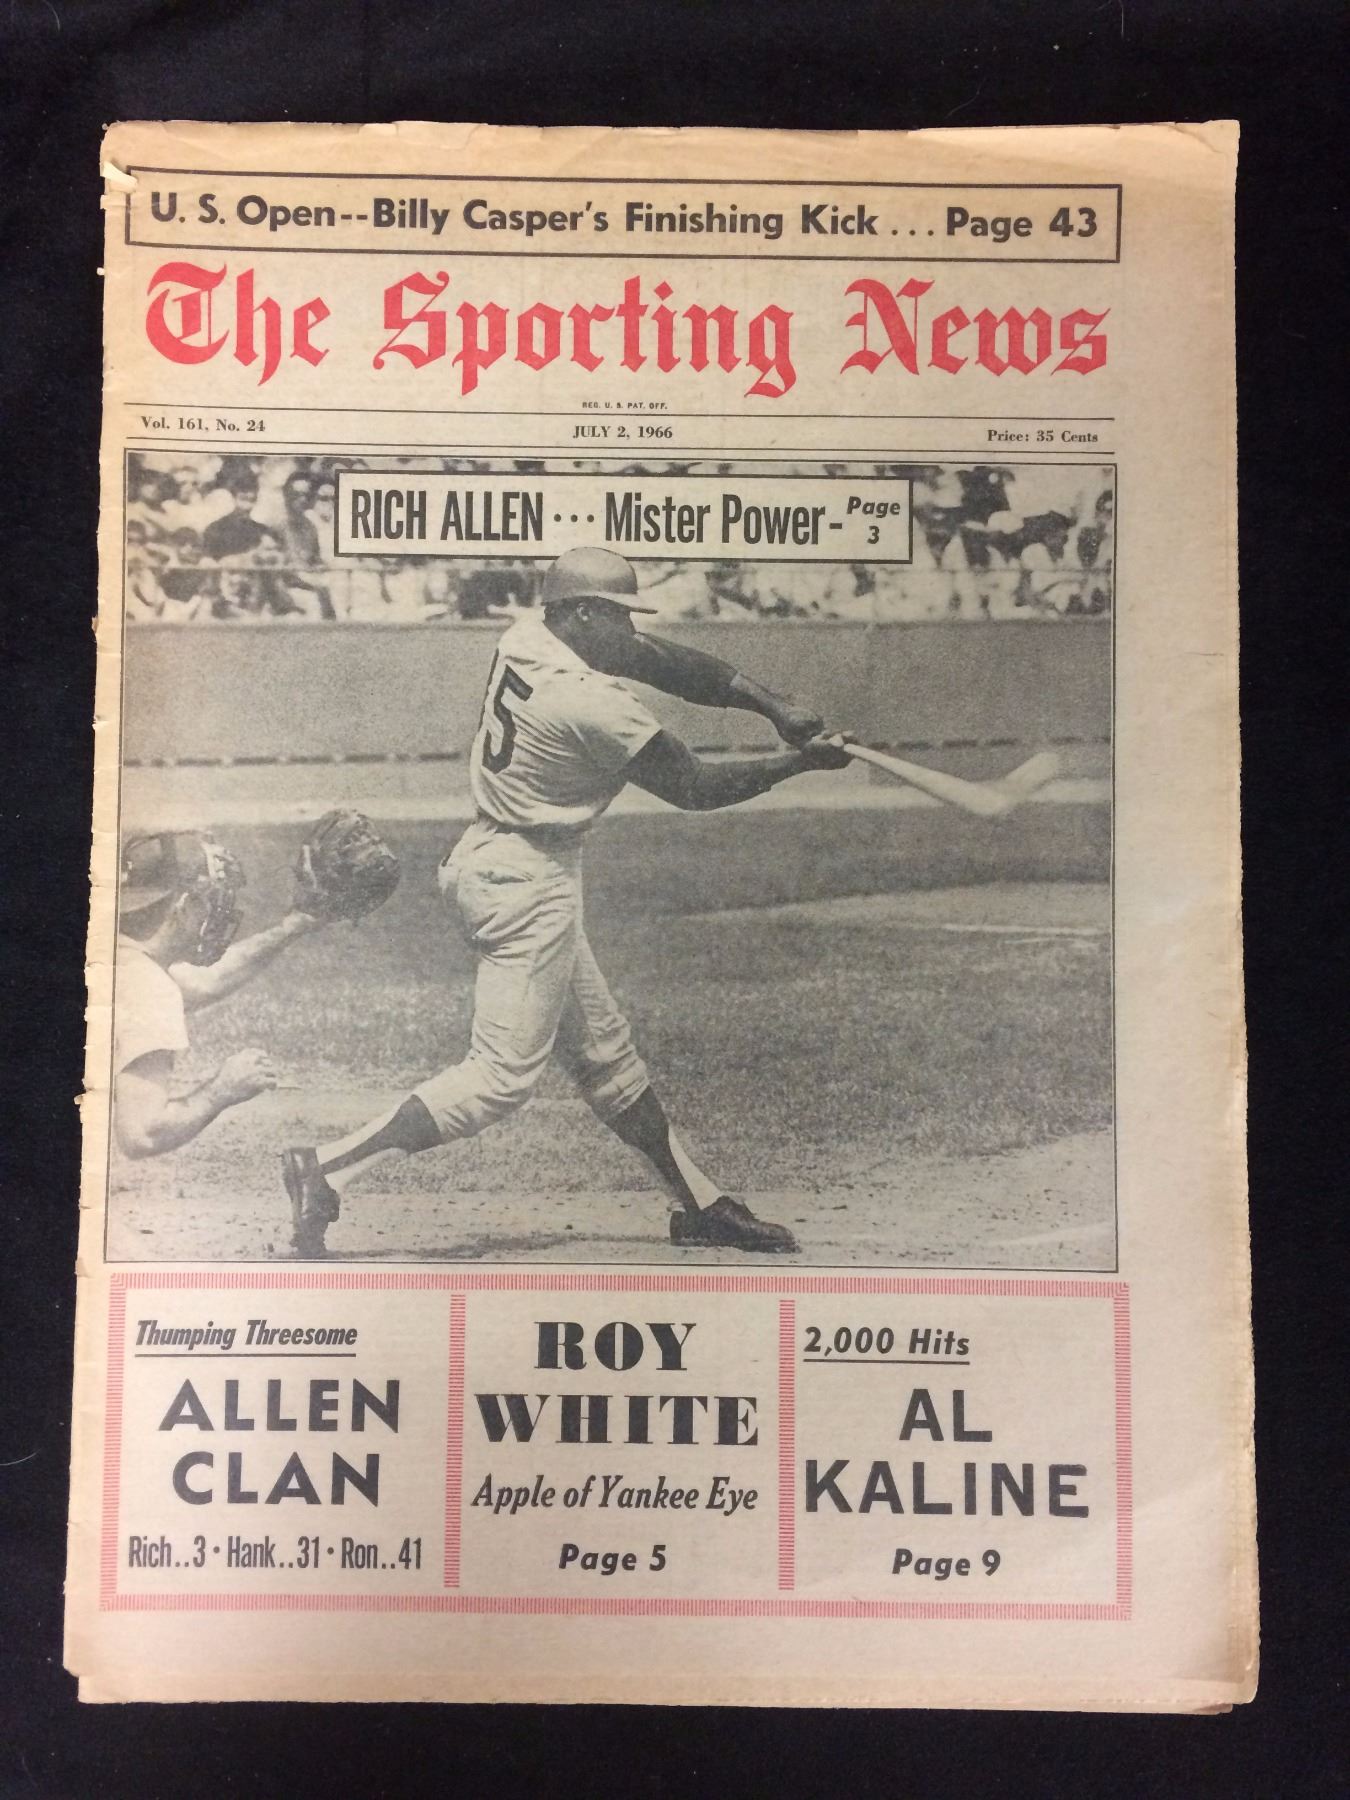 U. S. Open--Billy Casper's Finishing Kick ... Page 43
The Sporting News
REG. U. S. PAT. OFF.
Vol. 161, No. 24
JULY 2, 1966
Price: 35 Cents
RICH ALLEN ... Mister Power- Page 3
5
Thumping Threesome
ALLEN
CLAN
Rich..3 · Hank..31 · Ron..41
ROY
WHITE
Apple of Yankee Eye
Page 5
2,000 Hits
AL
KALINE
Page 9